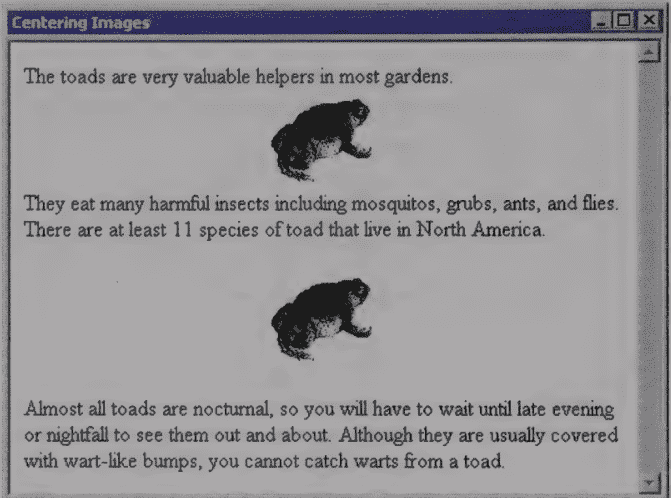 Centering Images
The toads are very valuable helpers in most gardens.
They eat many harmful insects including mosquitos, grubs, ants, and flies.
There are at least 11 species of toad that live in North America.
Almost all toads are nocturnal, so you will have to wait until late evening
or nightfall to see them out and about. Although they are usually covered
with wart-like bumps, you cannot catch warts from a toad.